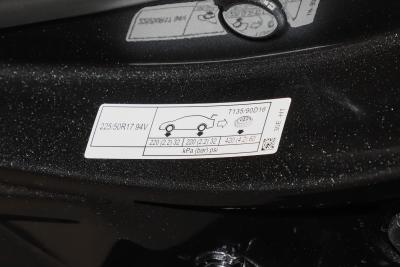 T135/90D16
225/50R17 94V
220 (2.2) 32 220 (2.2) 32 420 (4.2) 60
kPa (bar) psi